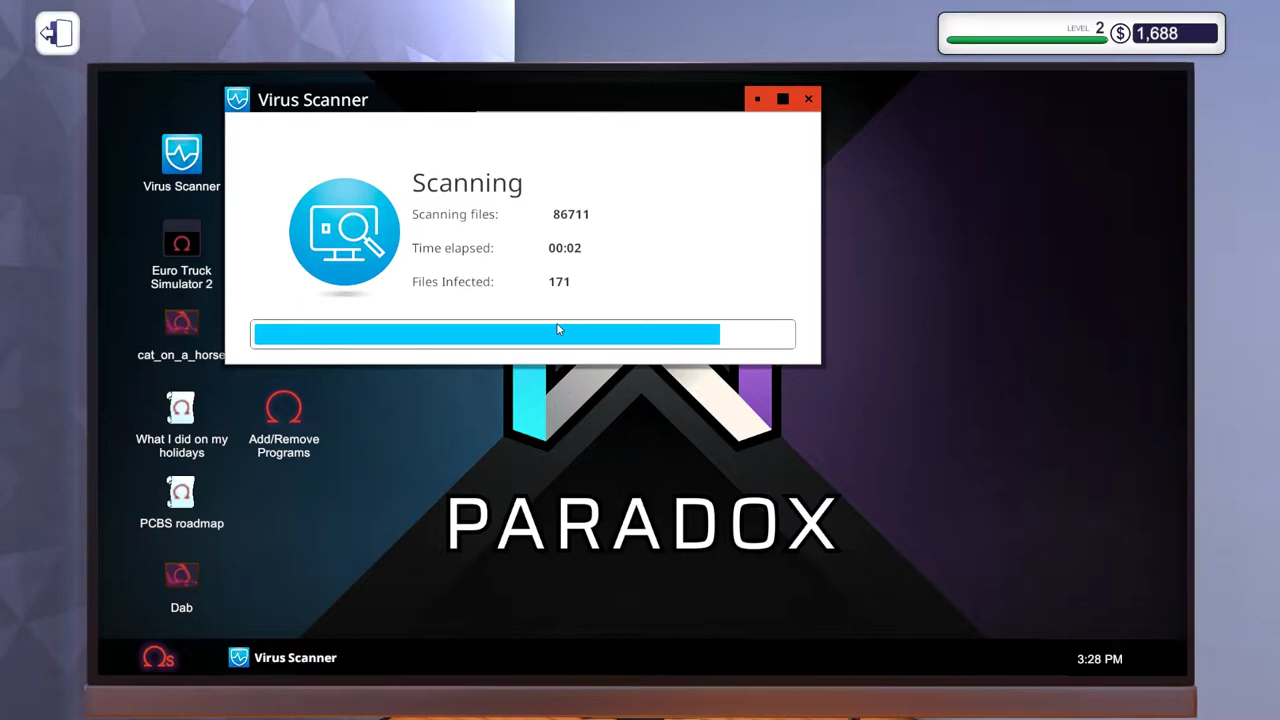 LEVEL 2 $ 1,688
Virus Scanner
Scanning
Scanning files: 86711
Time elapsed: 00:02
Files Infected: 171
Virus Scanner
Euro Truck
Simulator 2
cat_on_a_horse
What I did on my
holidays
Add/Remove
Programs
PCBS roadmap
Dab
PARADOX
Ωs
Virus Scanner
3:28 PM